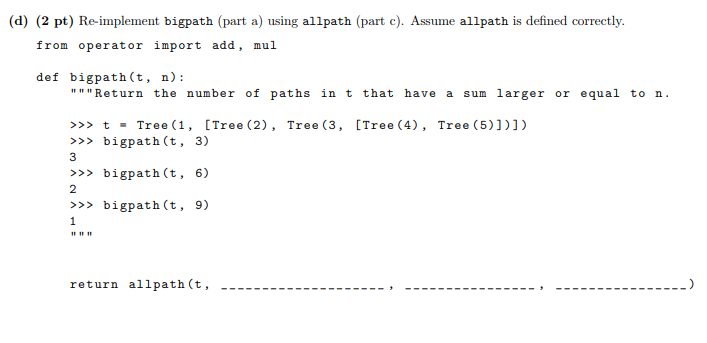 (d) (2 pt) Re-implement bigpath (part a) using allpath (part c). Assume allpath is defined correctly.
from operator import add, mul
def bigpath(t, n):
"""Return the number of paths in t that have a sum larger or equal to n.
>>> t = Tree(1, [Tree(2), Tree(3, [Tree(4), Tree(5)])])
>>> bigpath(t, 3)
3
>>> bigpath(t, 6)
2
>>> bigpath(t, 9)
1
"""
return allpath(t, ____________________, ________________, ________________)